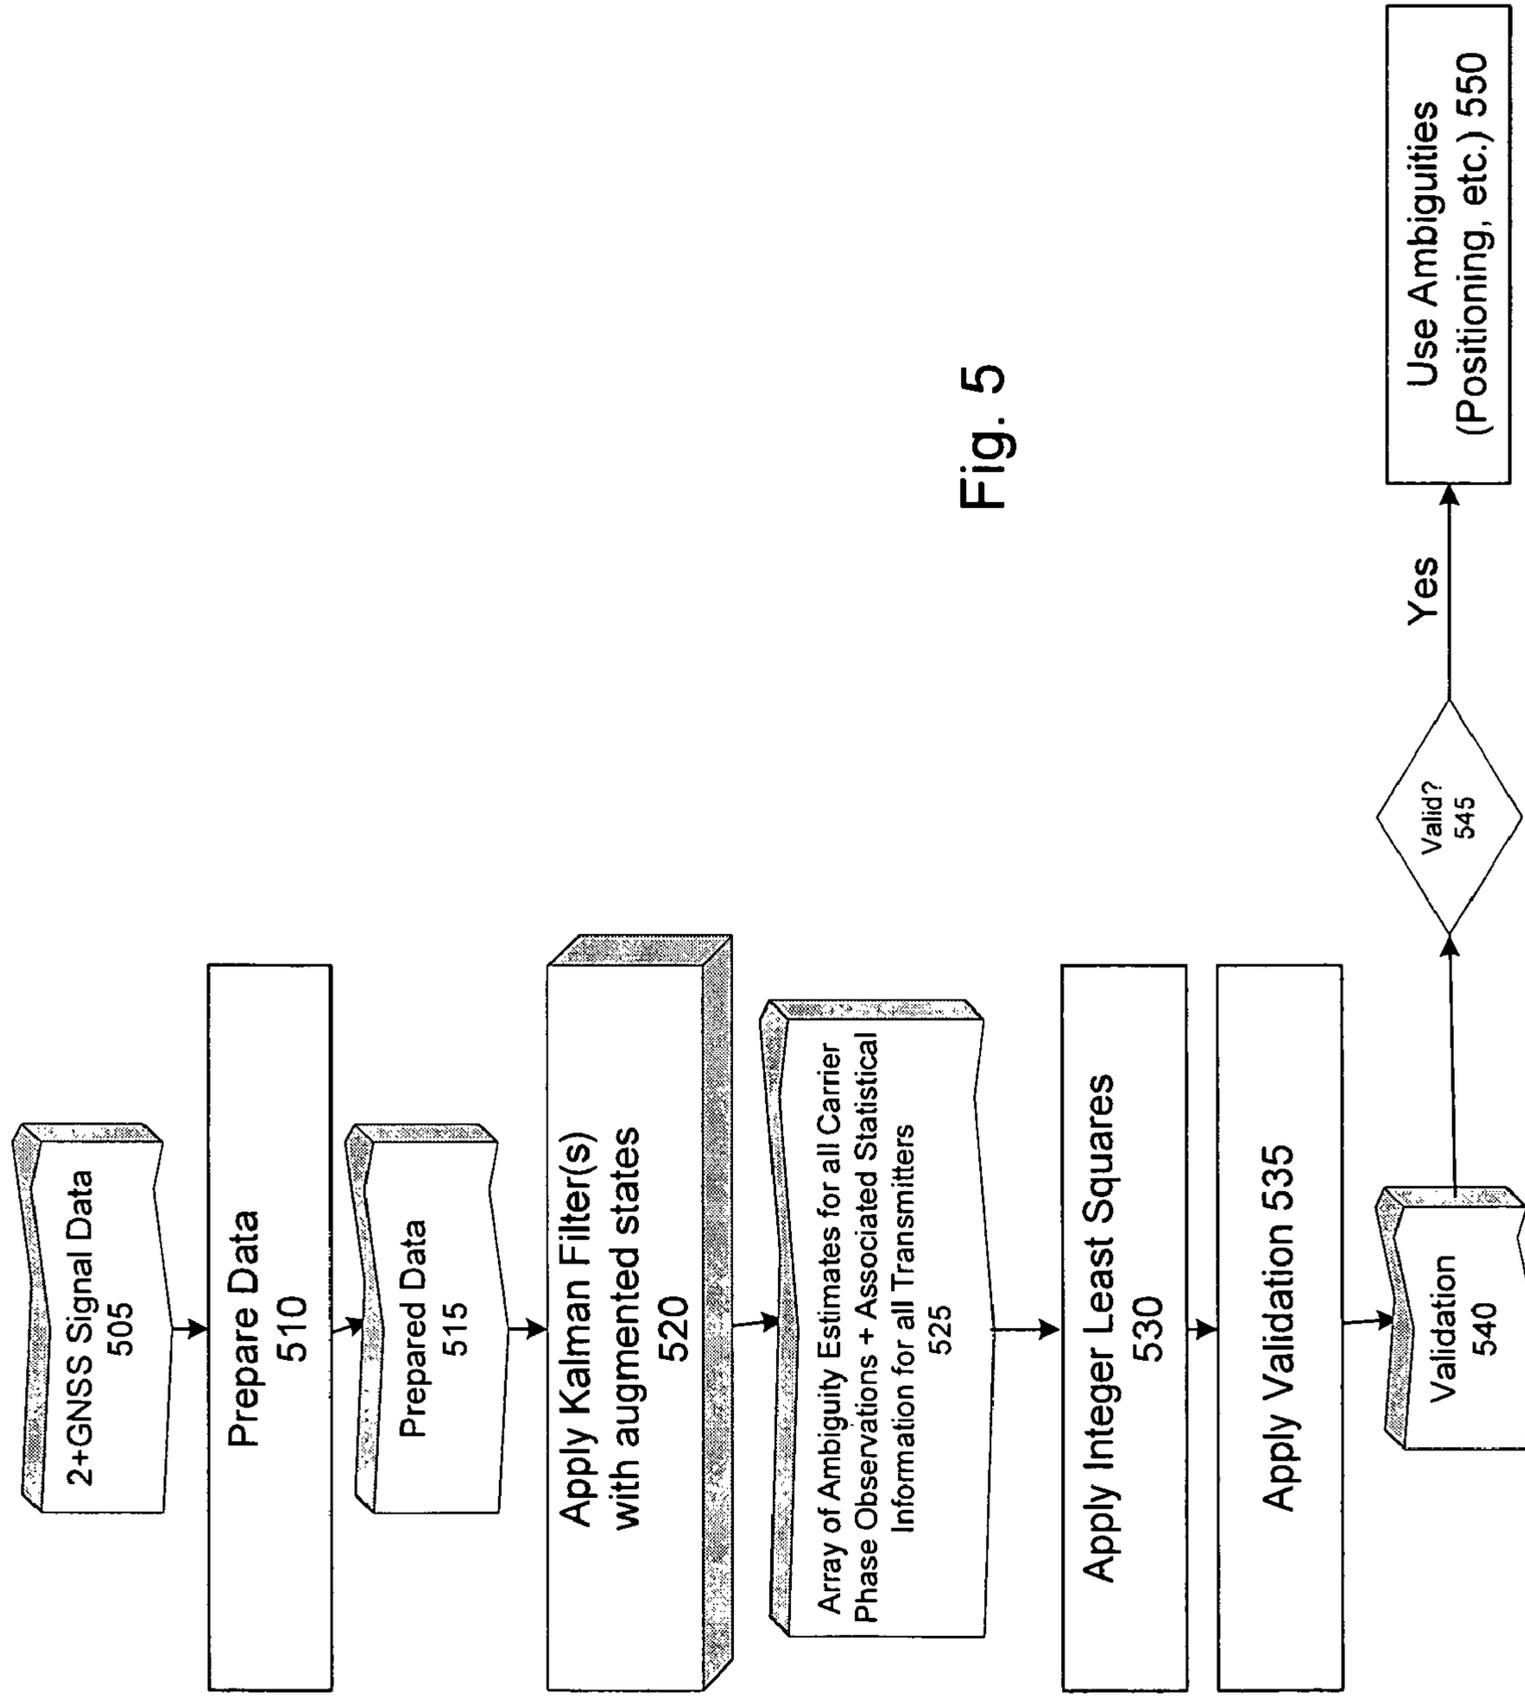 2+GNSS Signal Data
505
Prepare Data
510
Prepared Data
515
Apply Kalman Filter(s)
with augmented states
520
Array of Ambiguity Estimates for all Carrier
Phase Observations + Associated Statistical
Information for all Transmitters
525
Apply Integer Least Squares
530
Apply Validation 535
Validation
540
Valid?
545
Yes
Use Ambiguities
(Positioning, etc.) 550
Fig. 5